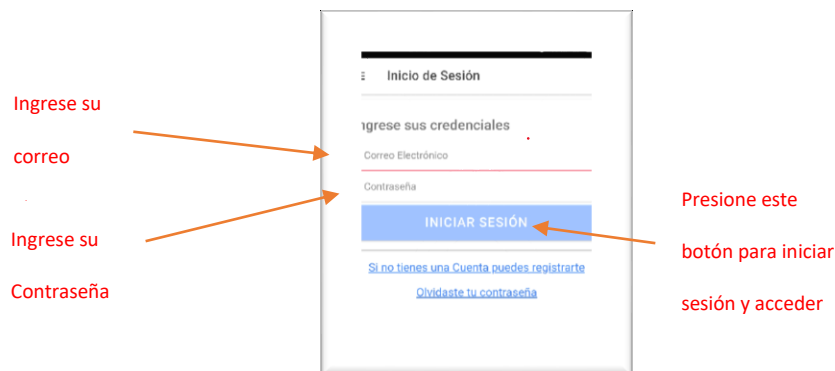 Inicio de Sesión
Ingrese su
correo
ngrese sus credenciales
Correo Electrónico
Contraseña
Ingrese su
Contraseña
INICIAR SESIÓN
Presione este
botón para iniciar
sesión y acceder
Si no tienes una Cuenta puedes registrarte
Olvidaste tu contraseña